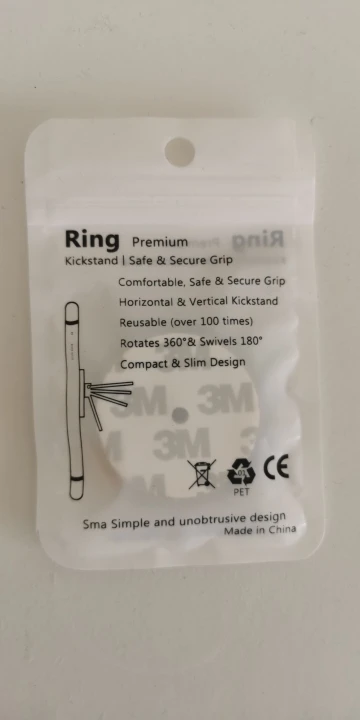 Ring Premium
Kickstand | Safe & Secure Grip
Comfortable, Safe & Secure Grip
Horizontal & Vertical Kickstand
Reusable (over 100 times)
Rotates 360°& Swivels 180°
Compact & Slim Design
3M 3M
3M
01
CE
PET
Sma Simple and unobtrusive design
Made in China